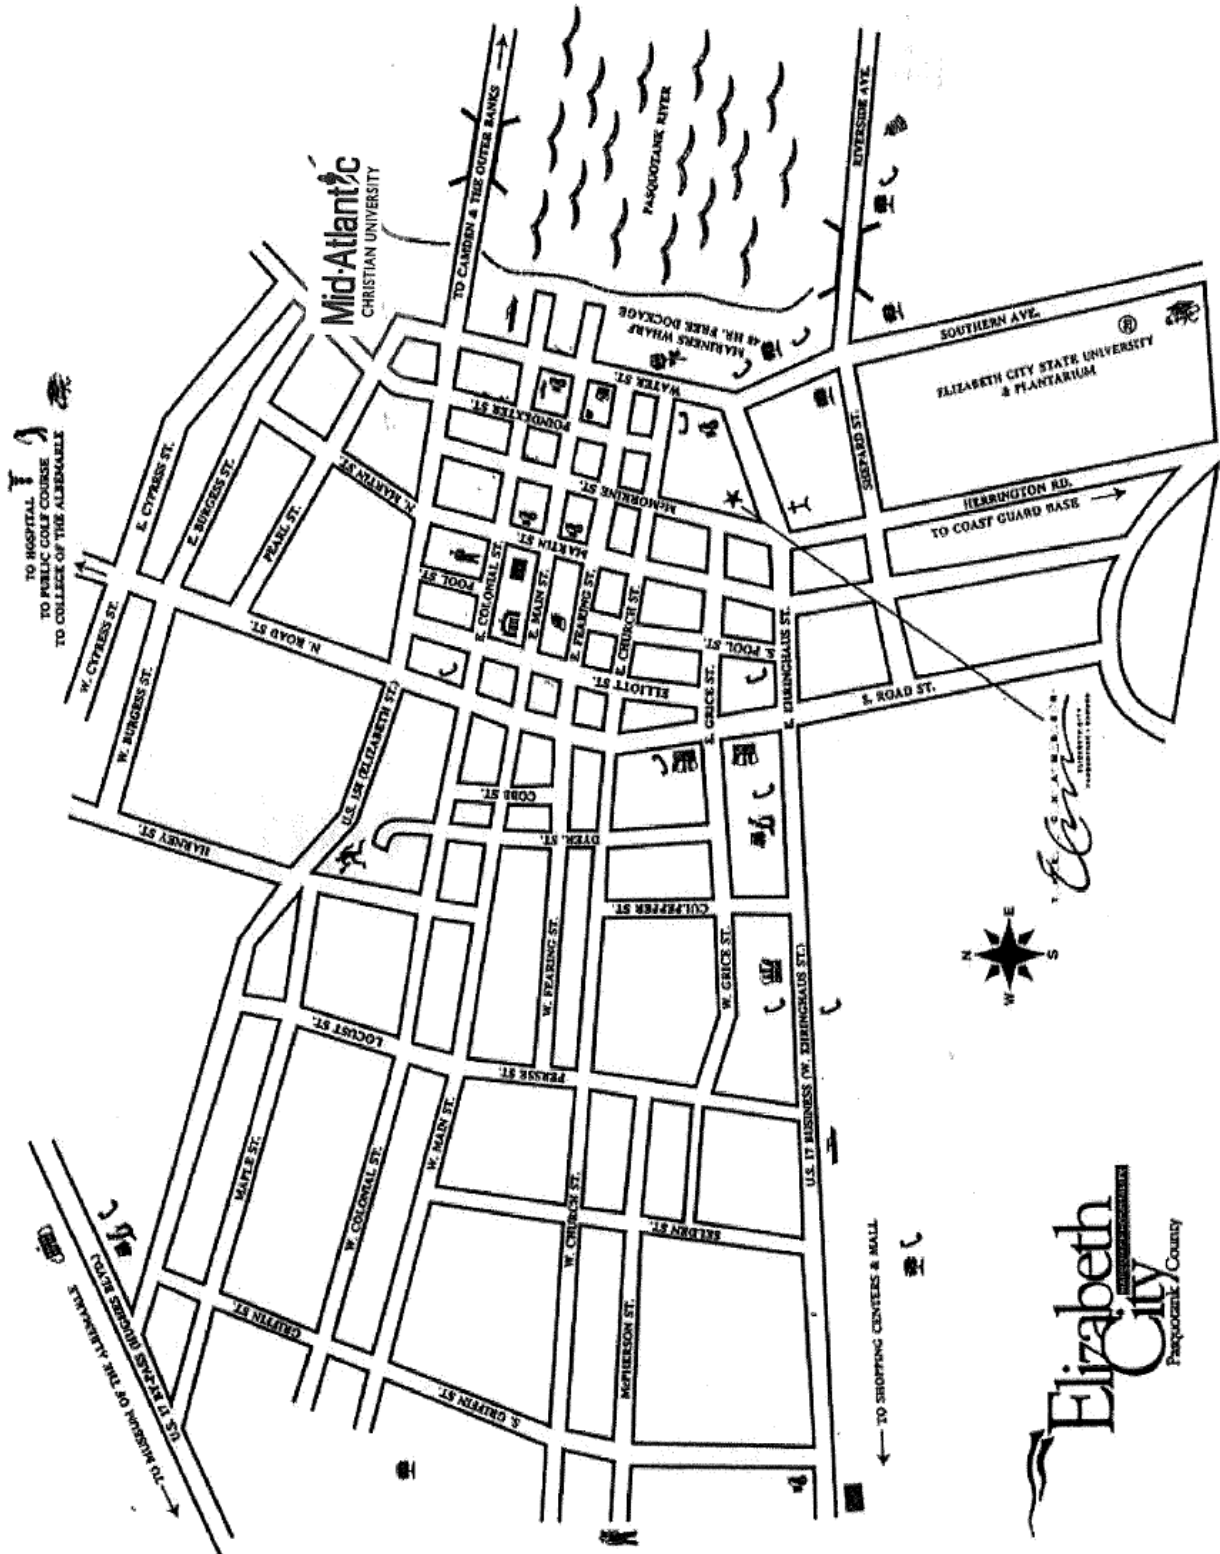 TO HOSPITAL
TO PUBLIC GOLF COURSE
TO COLLEGE OF THE ALBEMARLE
Mid-Atlantic
CHRISTIAN UNIVERSITY
TO CAMDEN & THE OUTER BANKS
PASQUOTANK RIVER
RIVERSIDE AVE.
MARINERS WHARF
48 HR. FREE DOCKAGE
WATER ST.
SOUTHERN AVE.
ELIZABETH CITY STATE UNIVERSITY
& PLANTARIUM
SHEPARD ST.
HERRINGTON RD.
TO COAST GUARD BASE
E. CYPRESS ST.
E. BURGESS ST.
PEARL ST.
N. MARTIN ST.
POINDEXTER ST.
McMORRINE ST.
MARTIN ST.
POOL ST.
E. COLONIAL ST.
E. MAIN ST.
E. FEARING ST.
E. CHURCH ST.
ELLIOTT ST.
S. POOL ST.
E. GRICE ST.
E. EHRINGHAUS ST.
S. ROAD ST.
N. ROAD ST.
W. CYPRESS ST.
W. BURGESS ST.
HARNEY ST.
U.S. 158 (ELIZABETH ST.)
COBB ST.
DYER. ST.
CULPEPPER ST.
W. FEARING ST.
W. GRICE ST.
U.S. 17 BUSINESS (W. EHRINGHAUS ST.)
LOCUST ST.
PERSSE ST.
MAPLE ST.
W. COLONIAL ST.
W. MAIN ST.
W. CHURCH ST.
SELDEN ST.
McPHERSON ST.
GRIFFIN ST.
S. GRIFFIN ST.
U.S. 17 BY-PASS (HUGHES BLVD.)
TO MUSEUM OF THE ALBEMARLE
TO SHOPPING CENTERS & MALL
N
E
S
W
Elizabeth
City
Pasquotank County